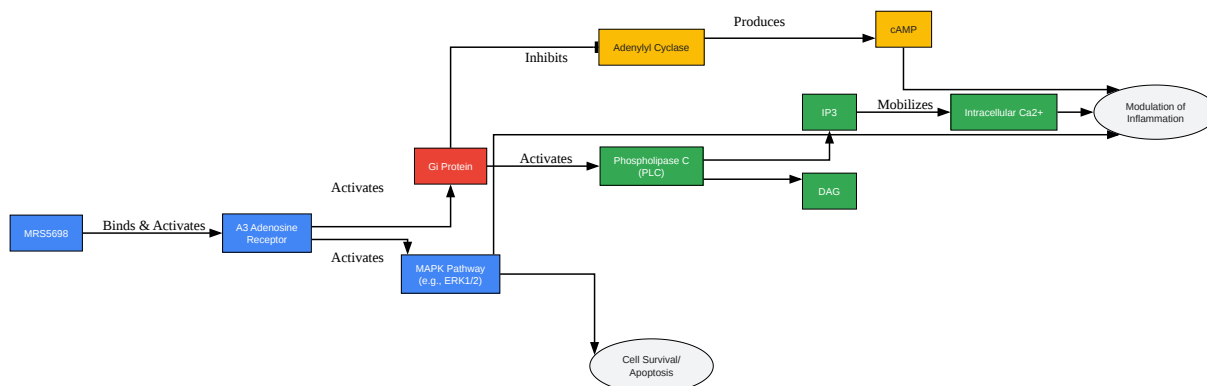 Produces
cAMP
Adenylyl Cyclase
Inhibits
IP3
Mobilizes
Intracellular Ca2+
Modulation of
Inflammation
Gi Protein
Activates
Phospholipase C
(PLC)
DAG
Activates
MRS5698
Binds & Activates
A3 Adenosine
Receptor
Activates
MAPK Pathway
(e.g., ERK1/2)
Cell Survival/
Apoptosis